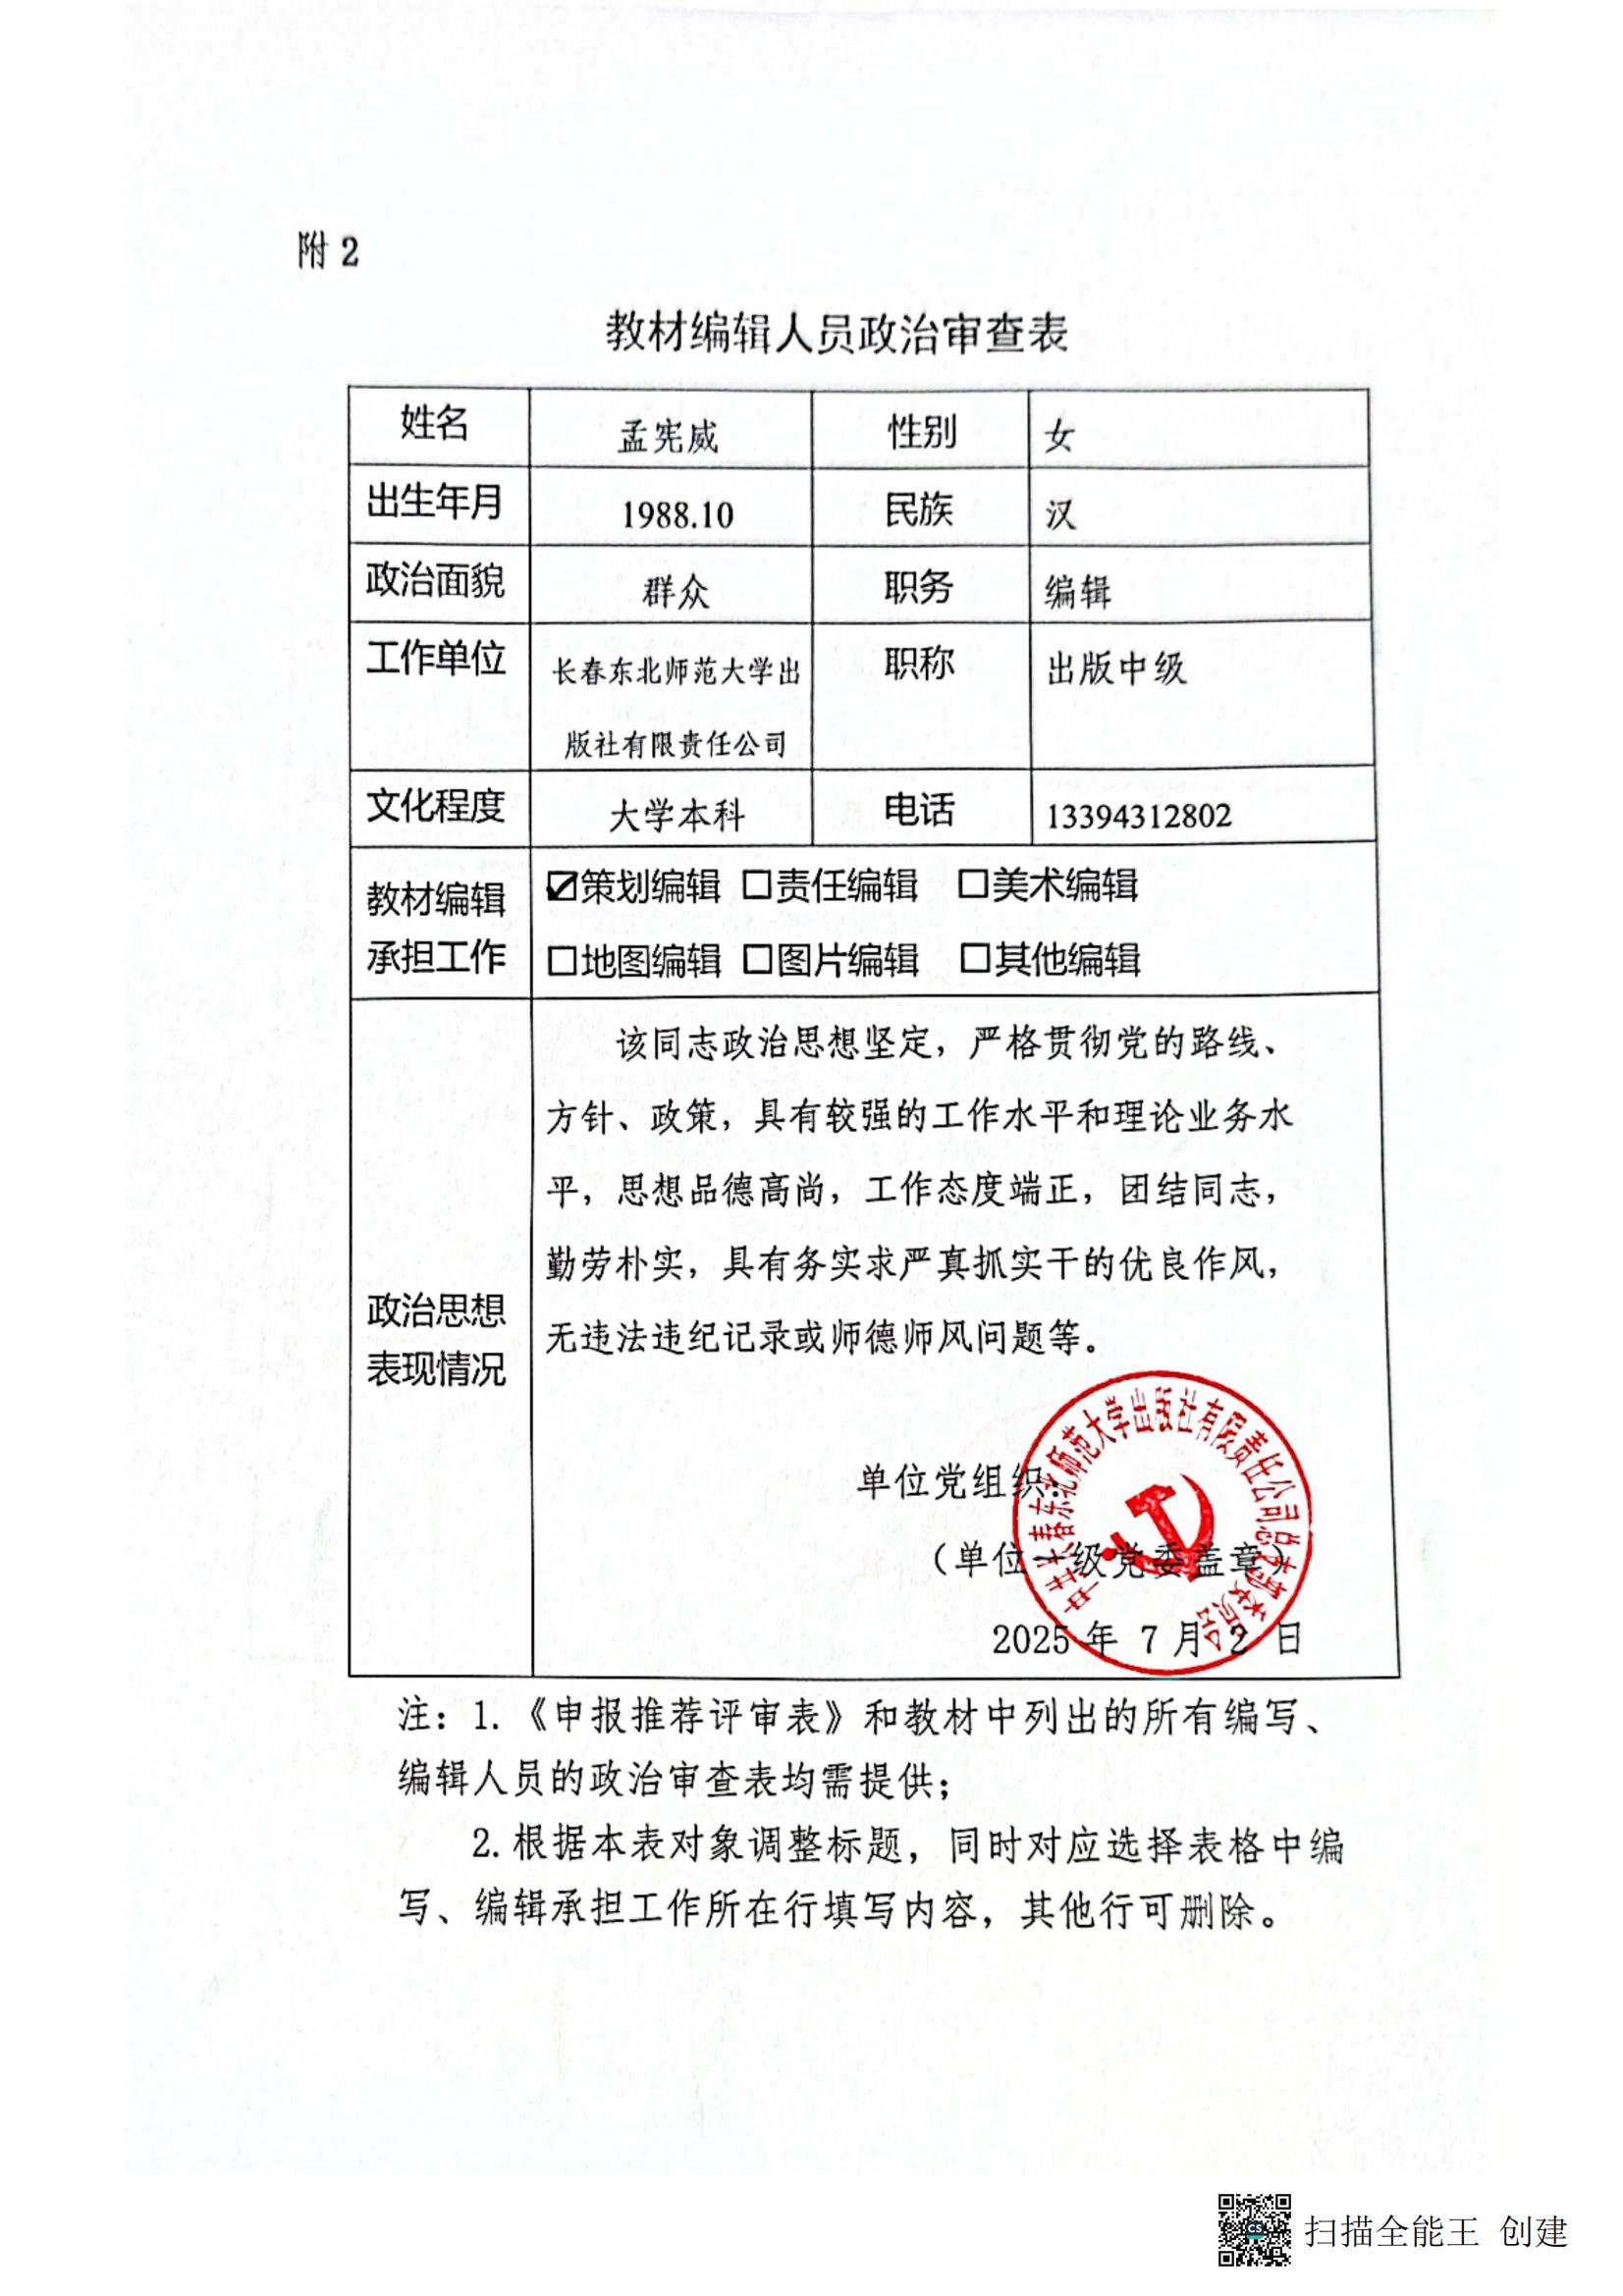 附 2
教材编辑人员政治审查表
姓名 孟宪威 性别 女
出生年月 1988.10 民族 汉
政治面貌 群众 职务 编辑
工作单位 长春东北师范大学出 职称 出版中级
版社有限责任公司
文化程度 大学本科 电话 13394312802
教材编辑 ☑策划编辑 □责任编辑 □美术编辑
承担工作 □地图编辑 □图片编辑 □其他编辑
该同志政治思想坚定，严格贯彻党的路线、
方针、政策，具有较强的工作水平和理论业务水
平，思想品德高尚，工作态度端正，团结同志，
勤劳朴实，具有务实求严真抓实干的优良作风，
无违法违纪记录或师德师风问题等。
政治思想
表现情况
单位党组织：
（单位一级党委盖章）
2025 年 7 月 2 日
中共长春东北师范大学出版社有限责任公司总支部委员会
注：1.《申报推荐评审表》和教材中列出的所有编写、
编辑人员的政治审查表均需提供；
2.根据本表对象调整标题，同时对应选择表格中编
写、编辑承担工作所在行填写内容，其他行可删除。
CS
扫描全能王 创建